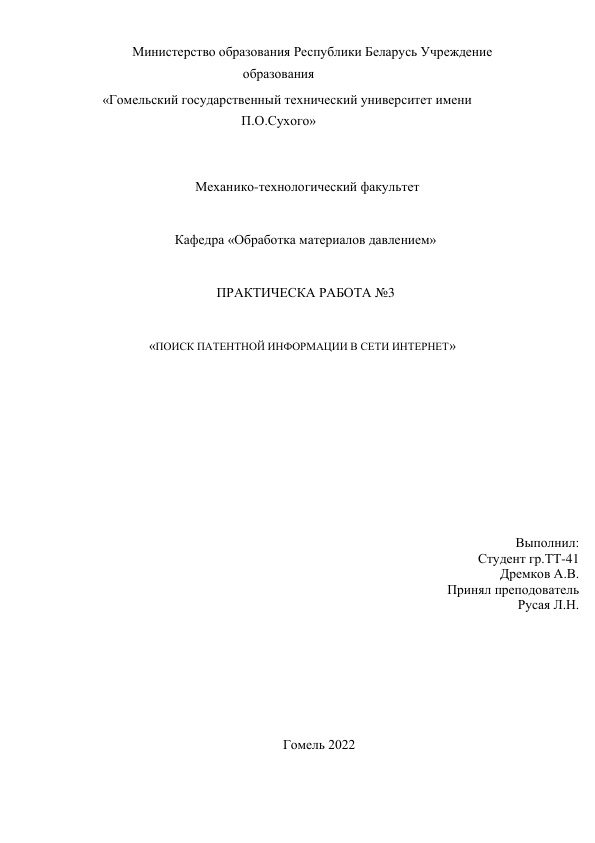 Министерство образования Республики Беларусь Учреждение
образования
«Гомельский государственный технический университет имени
П.О.Сухого»
Механико-технологический факультет
Кафедра «Обработка материалов давлением»
ПРАКТИЧЕСКА РАБОТА №3
«ПОИСК ПАТЕНТНОЙ ИНФОРМАЦИИ В СЕТИ ИНТЕРНЕТ»
Выполнил:
Студент гр.ТТ-41
Дремков А.В.
Принял преподователь
Русая Л.Н.
Гомель 2022